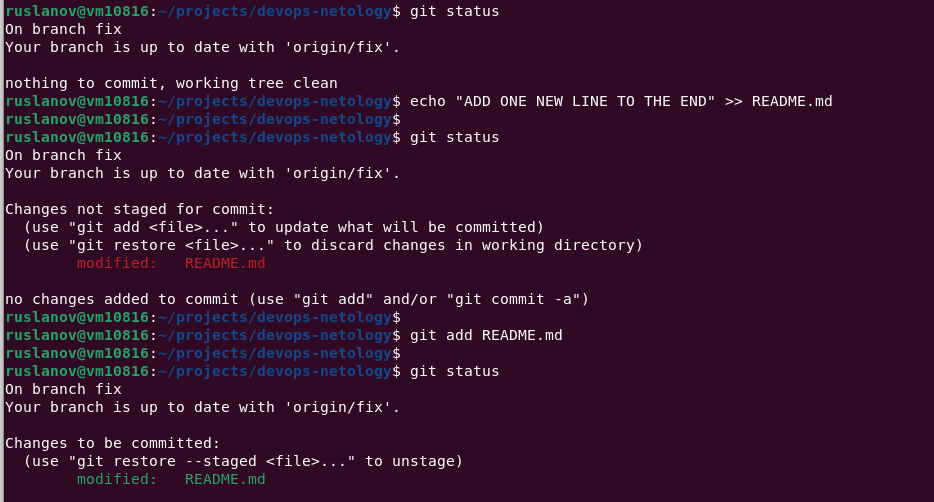 ruslanov@vm10816:~/projects/devops-netology$ git status
On branch fix
Your branch is up to date with 'origin/fix'.
nothing to commit, working tree clean
ruslanov@vm10816:~/projects/devops-netology$ echo "ADD ONE NEW LINE TO THE END" >> README.md
ruslanov@vm10816:~/projects/devops-netology$
ruslanov@vm10816:~/projects/devops-netology$ git status
On branch fix
Your branch is up to date with 'origin/fix'.
Changes not staged for commit:
  (use "git add <file>..." to update what will be committed)
  (use "git restore <file>..." to discard changes in working directory)
        modified:   README.md
no changes added to commit (use "git add" and/or "git commit -a")
ruslanov@vm10816:~/projects/devops-netology$
ruslanov@vm10816:~/projects/devops-netology$ git add README.md
ruslanov@vm10816:~/projects/devops-netology$
ruslanov@vm10816:~/projects/devops-netology$ git status
On branch fix
Your branch is up to date with 'origin/fix'.
Changes to be committed:
  (use "git restore --staged <file>..." to unstage)
        modified:   README.md